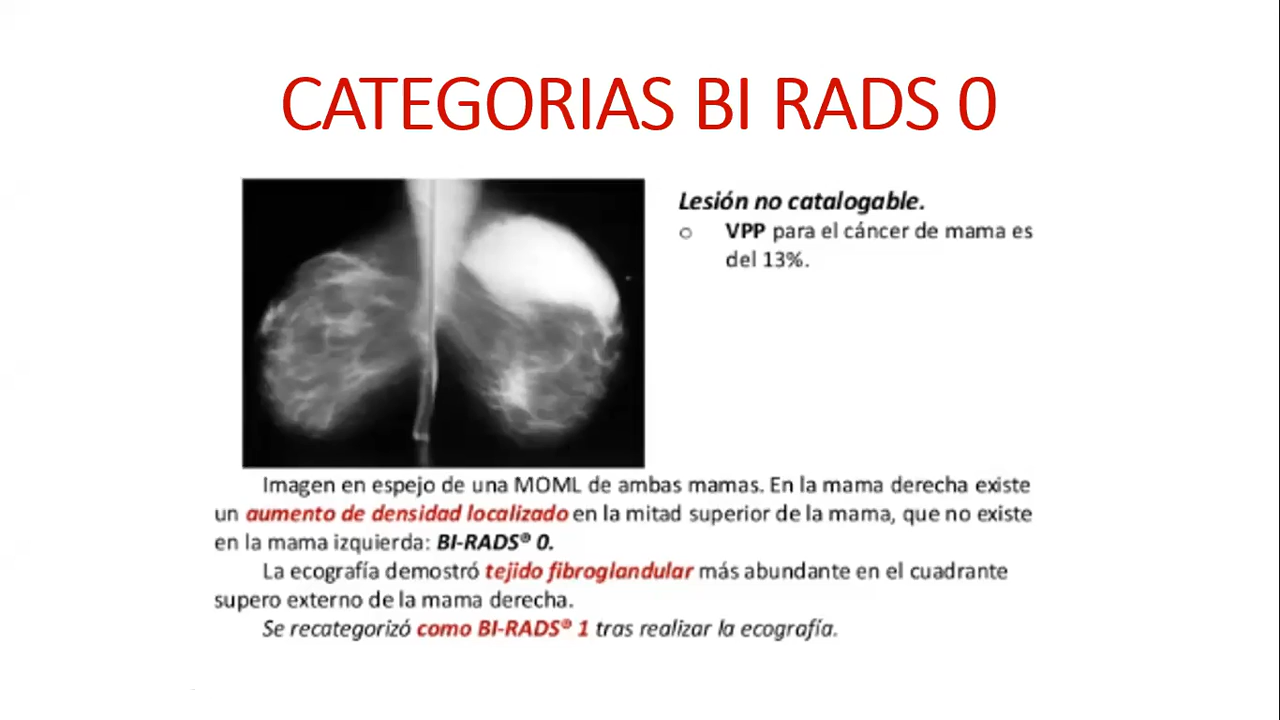 CATEGORIAS BI RADS 0
Lesión no catalogable.
o VPP para el cáncer de mama es
del 13%.
Imagen en espejo de una MOML de ambas mamas. En la mama derecha existe
un aumento de densidad localizado en la mitad superior de la mama, que no existe
en la mama izquierda: BI-RADS® 0.
La ecografía demostró tejido fibroglandular más abundante en el cuadrante
supero externo de la mama derecha.
Se recategorizó como BI-RADS® 1 tras realizar la ecografía.